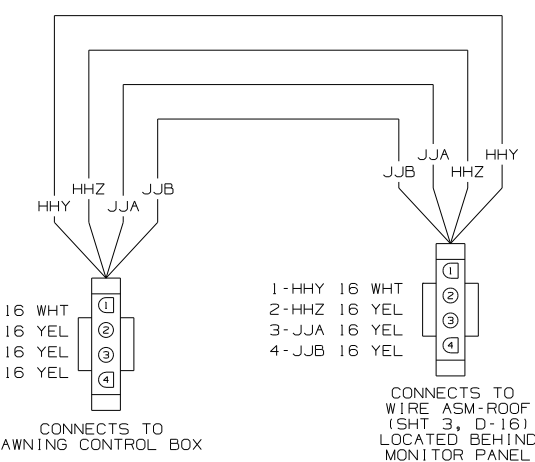 HHY
HHZ
JJA
JJB
JJB
JJA
HHZ
HHY
16 WHT
16 YEL
16 YEL
16 YEL
1
2
3
4
CONNECTS TO
AWNING CONTROL BOX
1-HHY 16 WHT
2-HHZ 16 YEL
3-JJA 16 YEL
4-JJB 16 YEL
1
2
3
4
CONNECTS TO
WIRE ASM-ROOF
(SHT 3, D-16)
LOCATED BEHIND
MONITOR PANEL